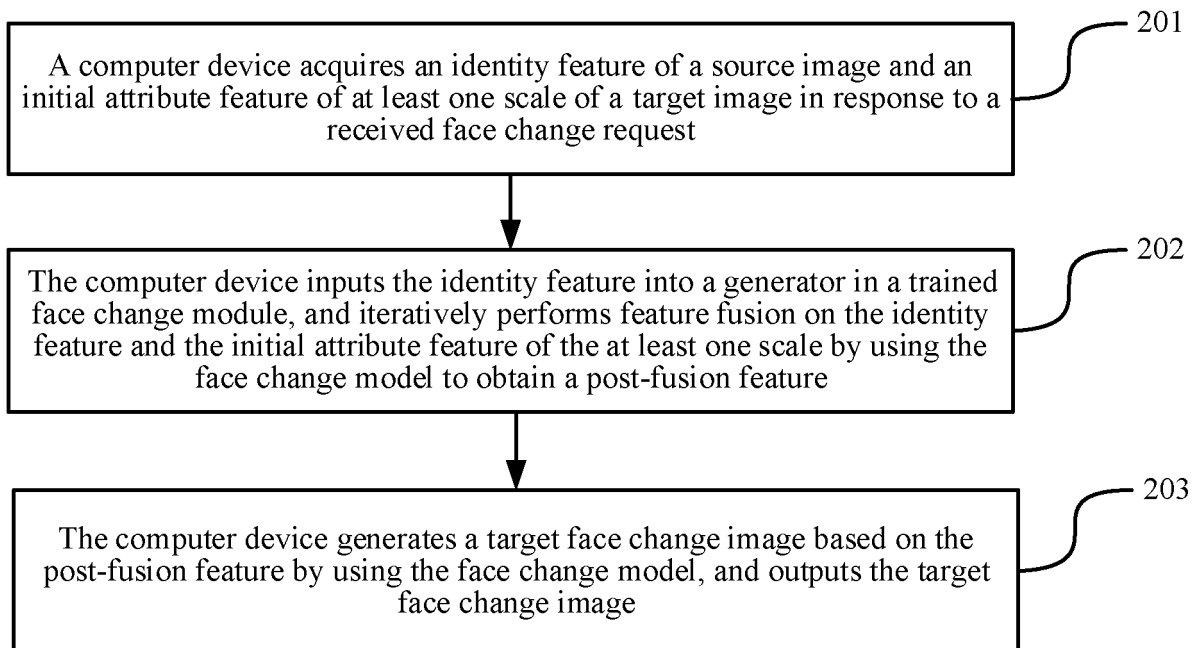 201
A computer device acquires an identity feature of a source image and an
initial attribute feature of at least one scale of a target image in response to a
received face change request
202
The computer device inputs the identity feature into a generator in a trained
face change module, and iteratively performs feature fusion on the identity
feature and the initial attribute feature of the at least one scale by using the
face change model to obtain a post-fusion feature
203
The computer device generates a target face change image based on the
post-fusion feature by using the face change model, and outputs the target
face change image